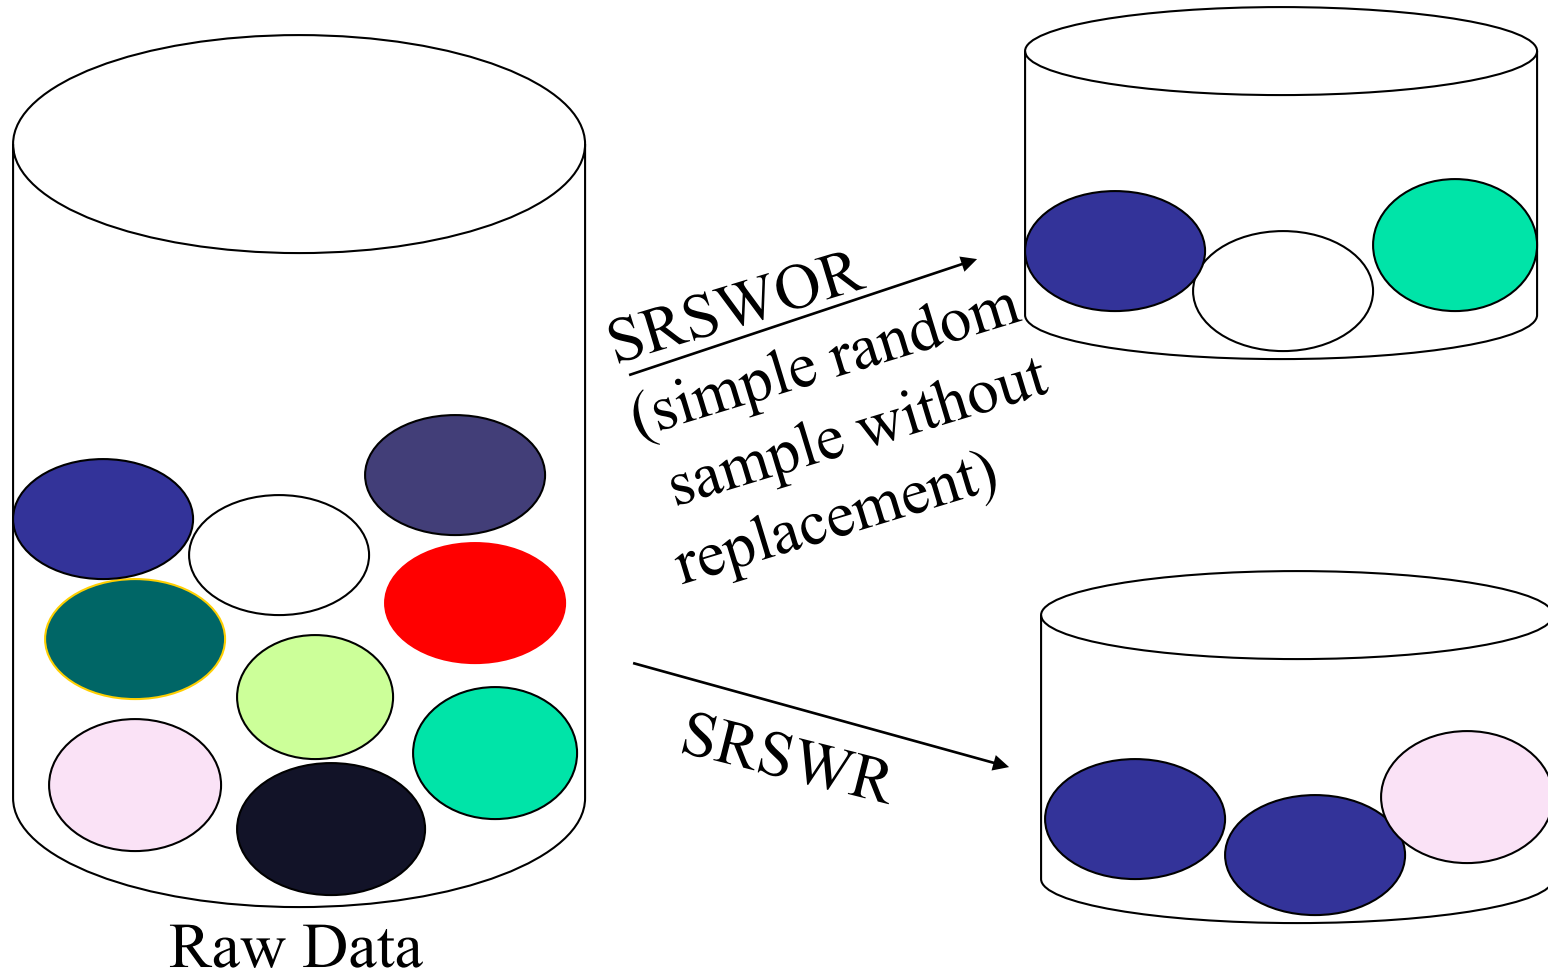 SRSWOR
(simple random
sample without
replacement)
SRSWR
Raw Data